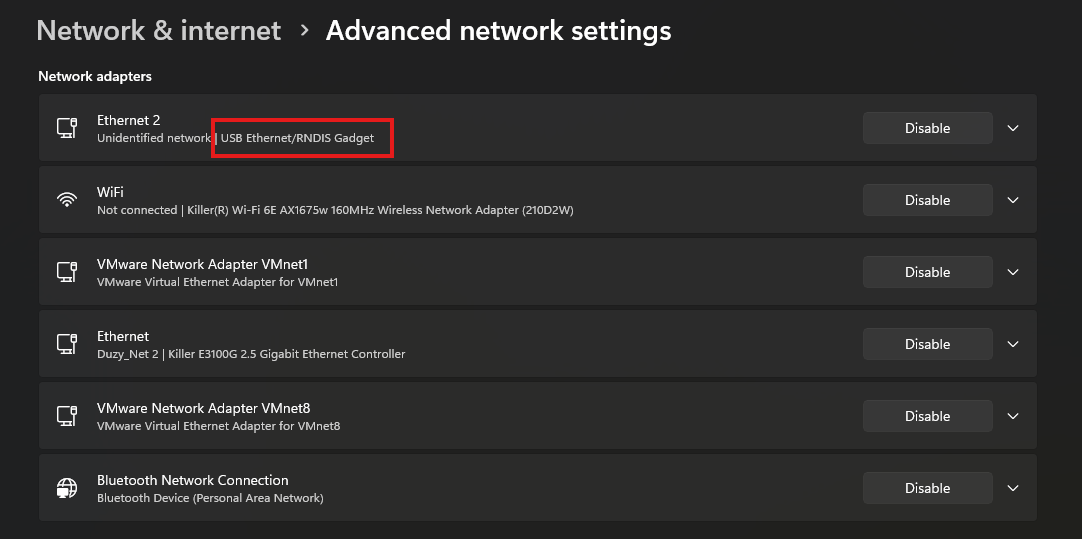 Network & internet > Advanced network settings
Network adapters
Ethernet 2
Unidentified network | USB Ethernet/RNDIS Gadget
Disable
WiFi
Not connected | Killer(R) Wi-Fi 6E AX1675w 160MHz Wireless Network Adapter (210D2W)
Disable
VMware Network Adapter VMnet1
VMware Virtual Ethernet Adapter for VMnet1
Disable
Ethernet
Duzy_Net 2 | Killer E3100G 2.5 Gigabit Ethernet Controller
Disable
VMware Network Adapter VMnet8
VMware Virtual Ethernet Adapter for VMnet8
Disable
Bluetooth Network Connection
Bluetooth Device (Personal Area Network)
Disable